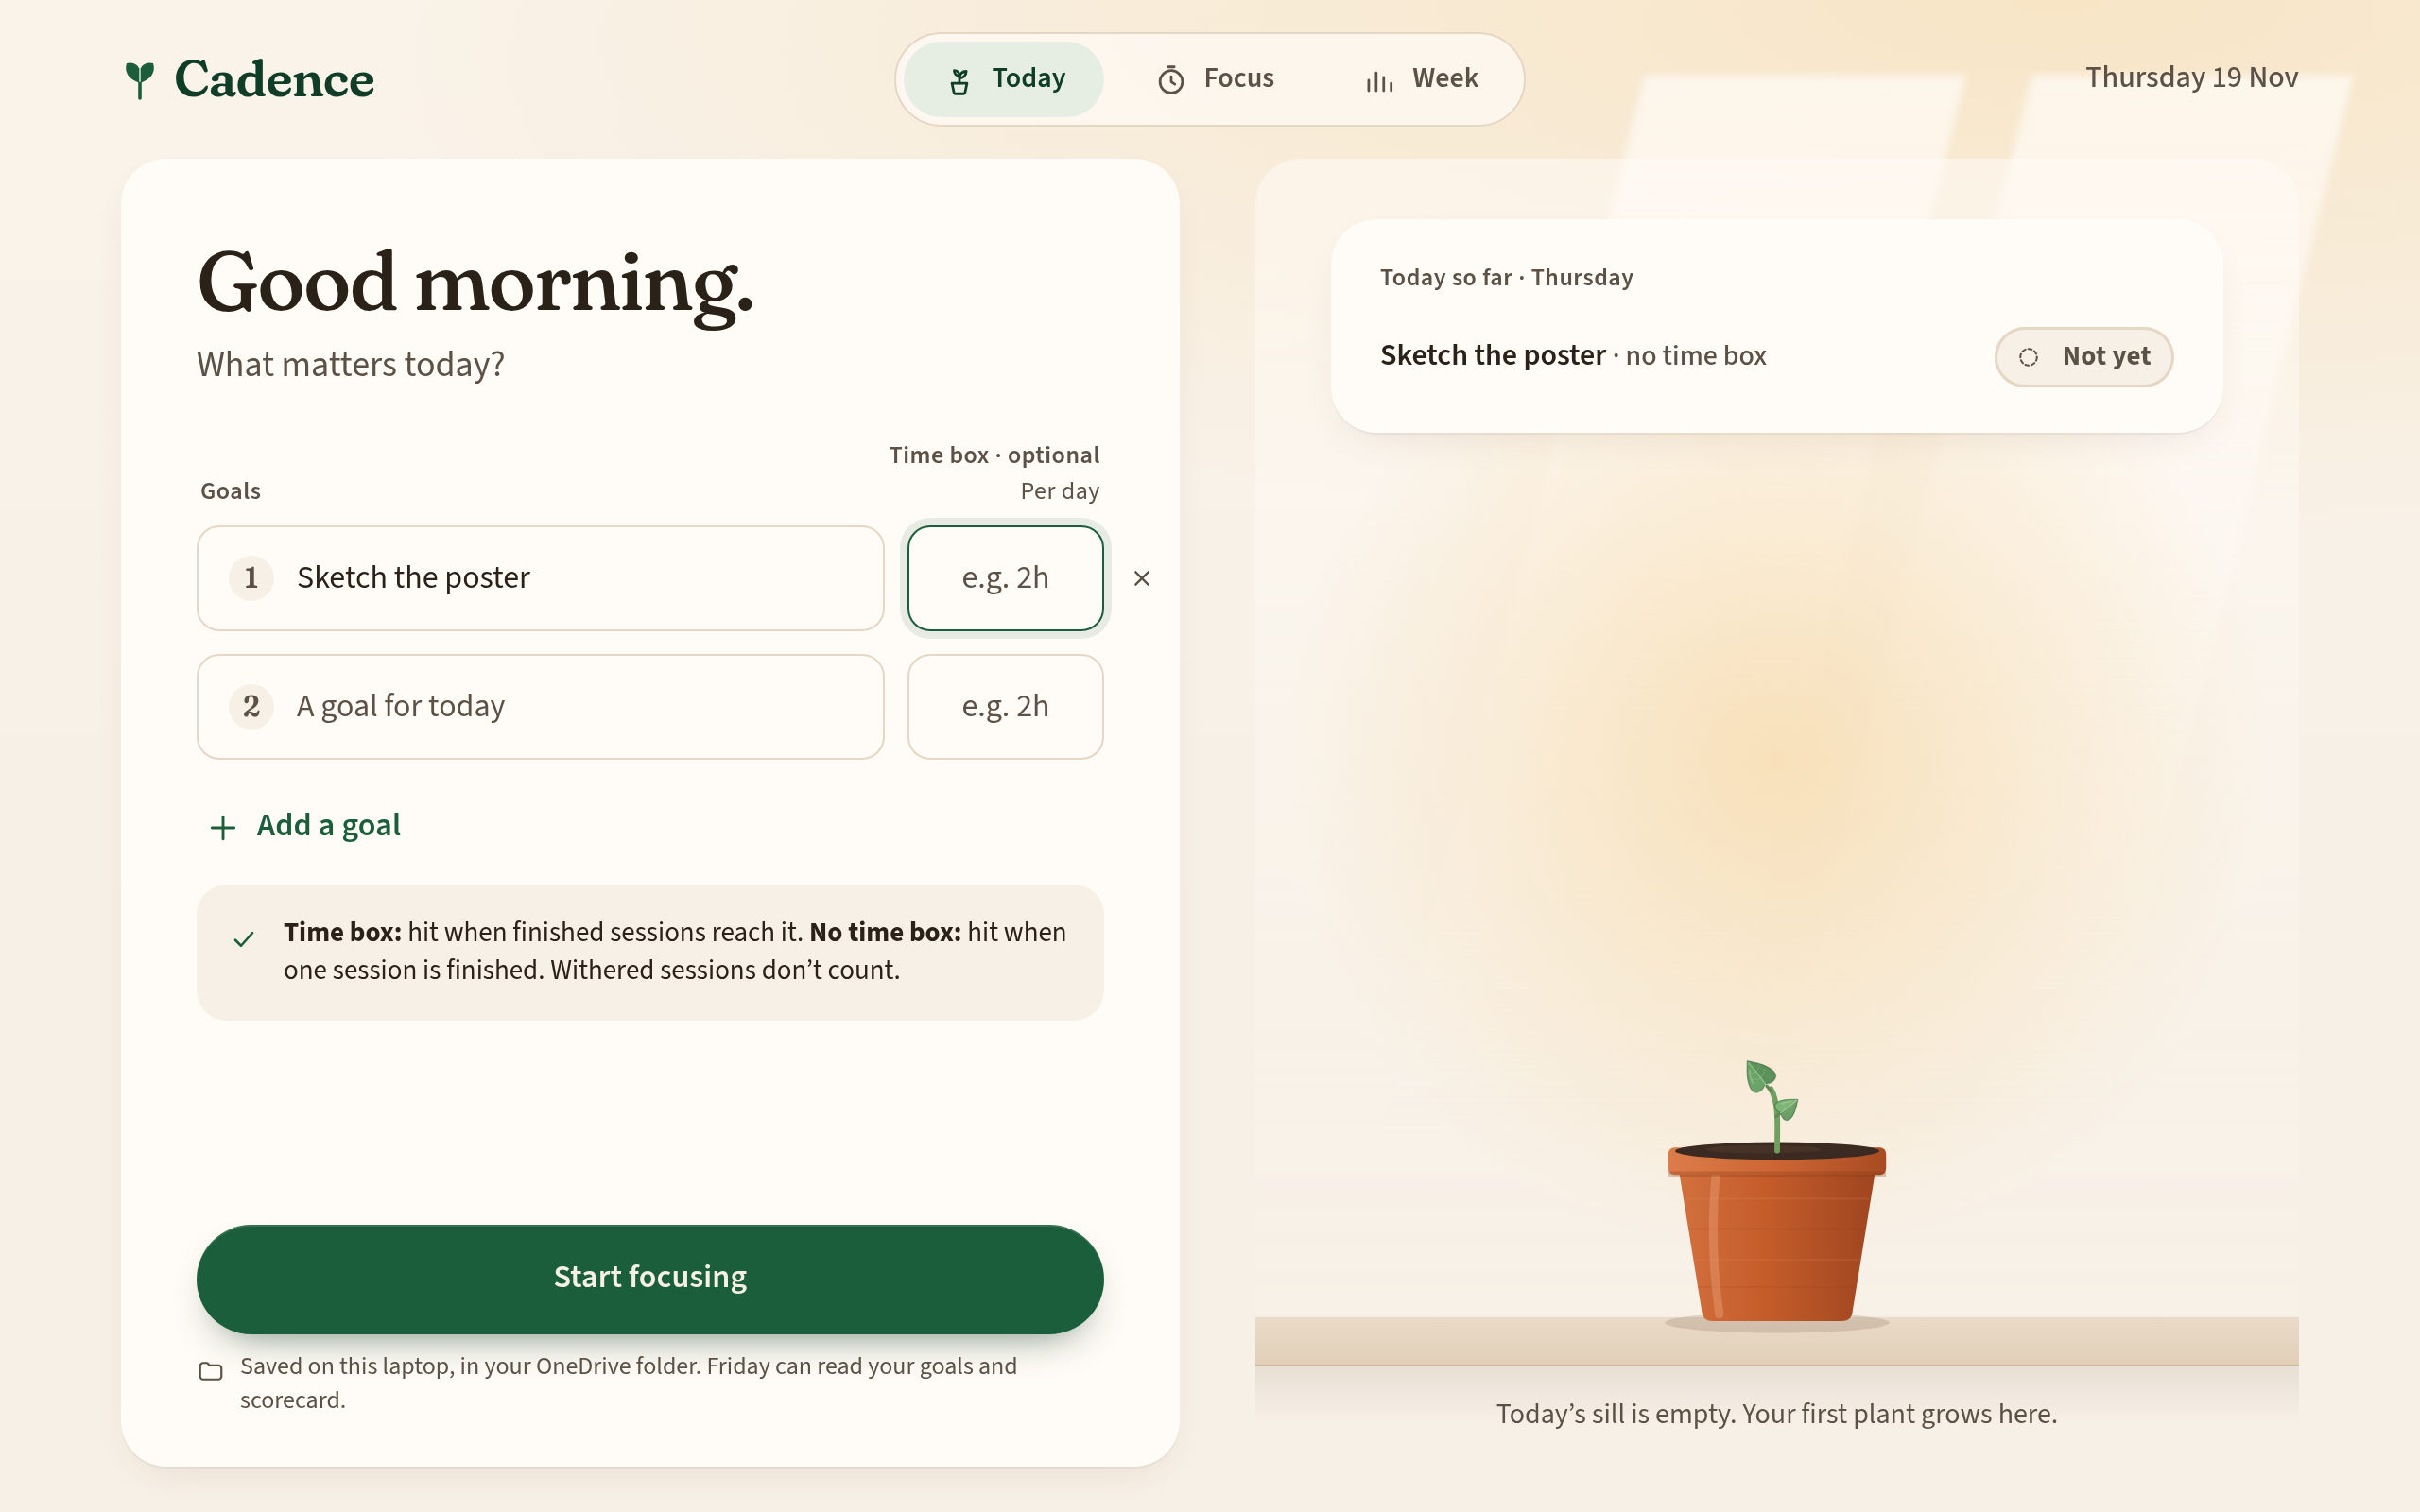 Cadence
Today
Focus
Week
Thursday 19 Nov
Good morning.
What matters today?
Time box · optional
Goals
Per day
1 Sketch the poster
e.g. 2h
×
2 A goal for today
e.g. 2h
+ Add a goal
Time box: hit when finished sessions reach it. No time box: hit when
one session is finished. Withered sessions don’t count.
Start focusing
Saved on this laptop, in your OneDrive folder. Friday can read your goals and
scorecard.
Today so far · Thursday
Sketch the poster · no time box
Not yet
Today’s sill is empty. Your first plant grows here.